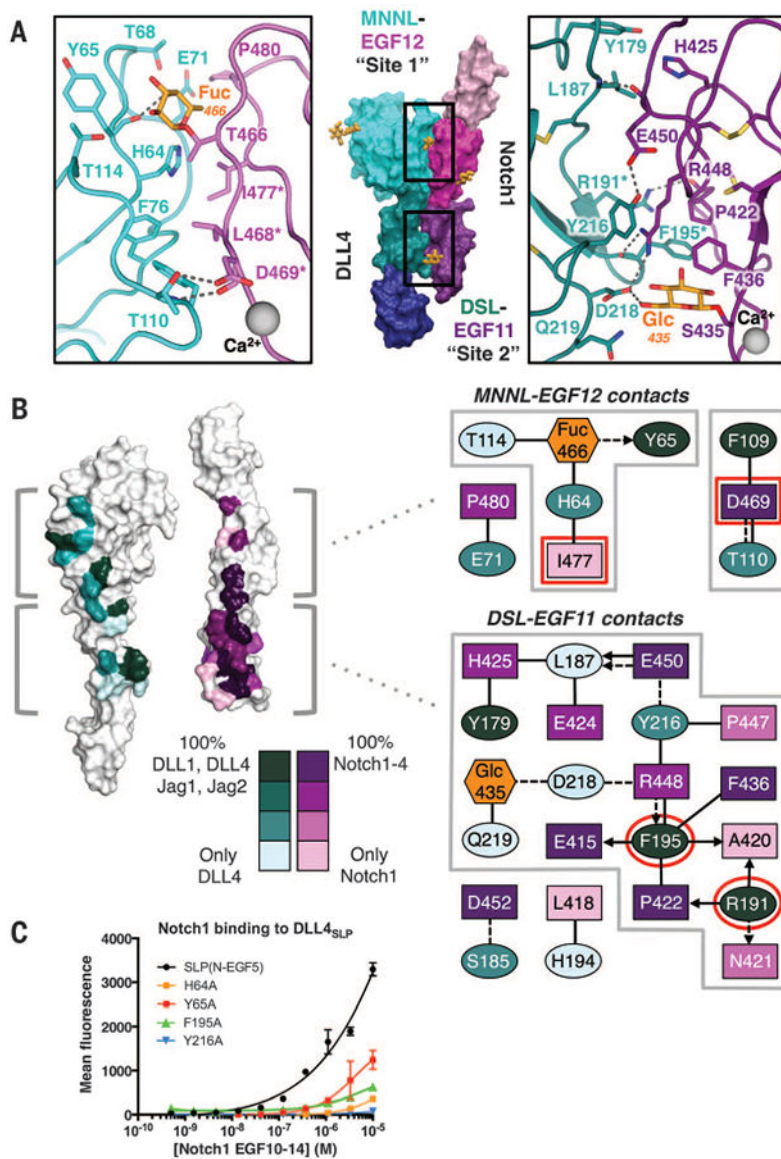 A
T68
Y65
E71
P480
Fuc
466
T466
H64
T114
I477*
F76
L468*
D469*
T110
Ca2+
MNNL-
EGF12
"Site 1"
Notch1
DLL4
DSL-
EGF11
"Site 2"
Y179
H425
L187
E450
R448
R191*
P422
Y216
F195*
F436
D218
Glc
435
S435
Q219
Ca2+
B
MNNL-EGF12 contacts
T114
Fuc
466
Y65
F109
P480
H64
D469
E71
I477
T110
DSL-EGF11 contacts
H425
L187
E450
Y179
E424
Y216
P447
Glc
435
D218
R448
F436
Q219
E415
F195
A420
D452
L418
P422
R191
S185
H194
N421
100%
DLL1, DLL4
Jag1, Jag2
100%
Notch1-4
Only
DLL4
Only
Notch1
C
Notch1 binding to DLL4SLP
Mean fluorescence
4000
3000
2000
1000
0
SLP(N-EGF5)
H64A
Y65A
F195A
Y216A
10-10 10-9 10-8 10-7 10-6 10-5
[Notch1 EGF10-14] (M)